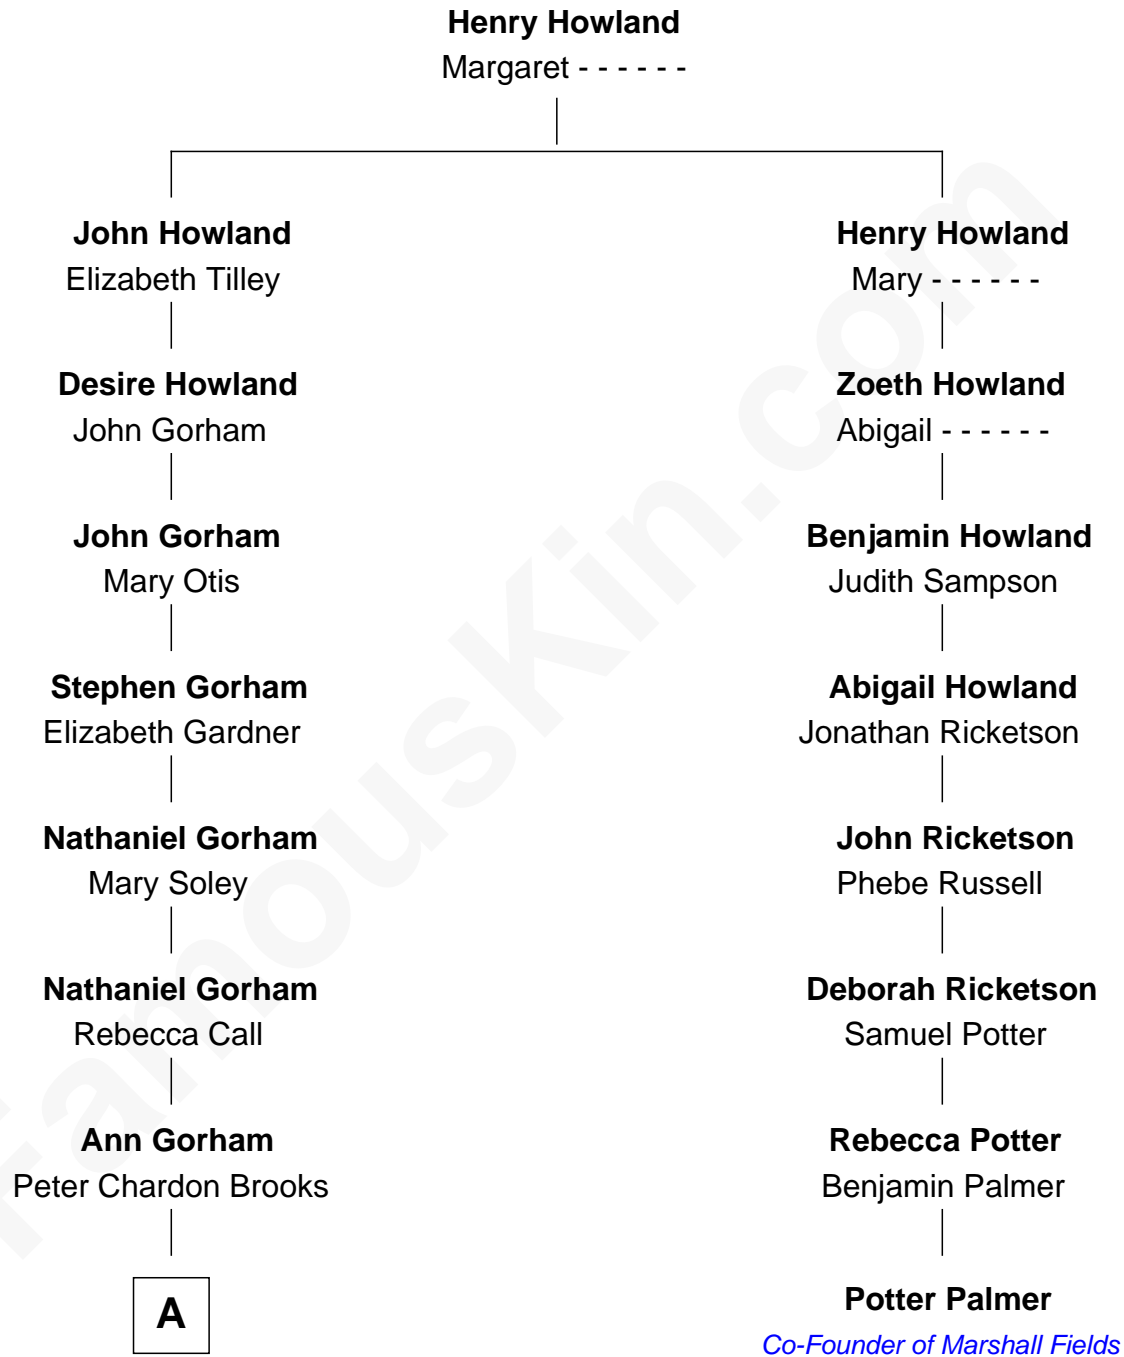 Henry Howland
Margaret - - - - - -
John Howland
Elizabeth Tilley
Henry Howland
Mary - - - - - -
Desire Howland
John Gorham
Zoeth Howland
Abigail - - - - - -
John Gorham
Mary Otis
Benjamin Howland
Judith Sampson
Stephen Gorham
Elizabeth Gardner
Abigail Howland
Jonathan Ricketson
Nathaniel Gorham
Mary Soley
John Ricketson
Phebe Russell
Nathaniel Gorham
Rebecca Call
Deborah Ricketson
Samuel Potter
Ann Gorham
Peter Chardon Brooks
Rebecca Potter
Benjamin Palmer
A
Potter Palmer
Co-Founder of Marshall Fields
FamousKin.com